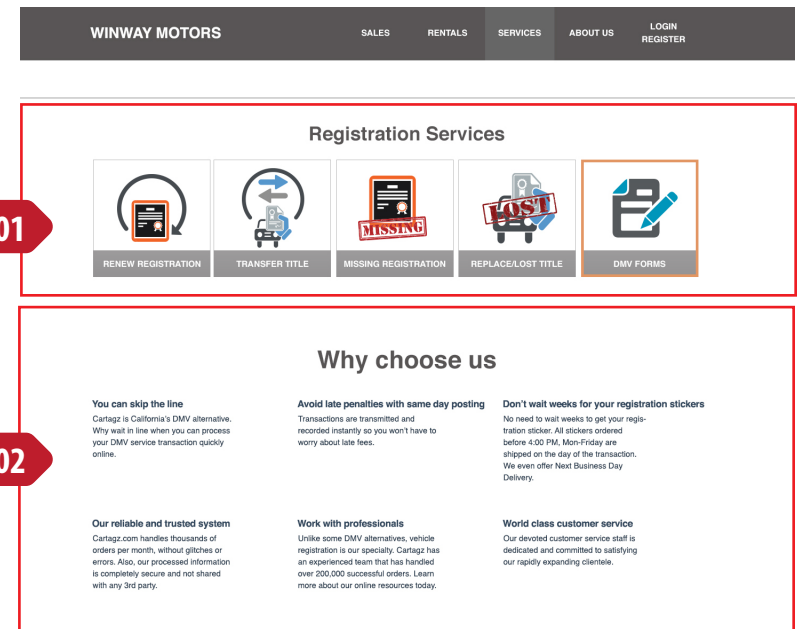 WINWAY MOTORS
SALES
RENTALS
SERVICES
ABOUT US
LOGIN
REGISTER
01
Registration Services
MISSING
LOST
RENEW REGISTRATION
TRANSFER TITLE
MISSING REGISTRATION
REPLACE/LOST TITLE
DMV FORMS
02
Why choose us
You can skip the line
Cartagz is California's DMV alternative.
Why wait in line when you can process
your DMV service transaction quickly
online.
Avoid late penalties with same day posting
Transactions are transmitted and
recorded instantly so you won't have to
worry about late fees.
Don't wait weeks for your registration stickers
No need to wait weeks to get your regis-
tration sticker. All stickers ordered
before 4:00 PM, Mon-Friday are
shipped on the day of the transaction.
We even offer Next Business Day
Delivery.
Our reliable and trusted system
Cartagz.com handles thousands of
orders per month, without glitches or
errors. Also, our processed information
is completely secure and not shared
with any 3rd party.
Work with professionals
Unlike some DMV alternatives, vehicle
registration is our specialty. Cartagz has
an experienced team that has handled
over 200,000 successful orders. Learn
more about our online resources today.
World class customer service
Our devoted customer service staff is
dedicated and committed to satisfying
our rapidly expanding clientele.